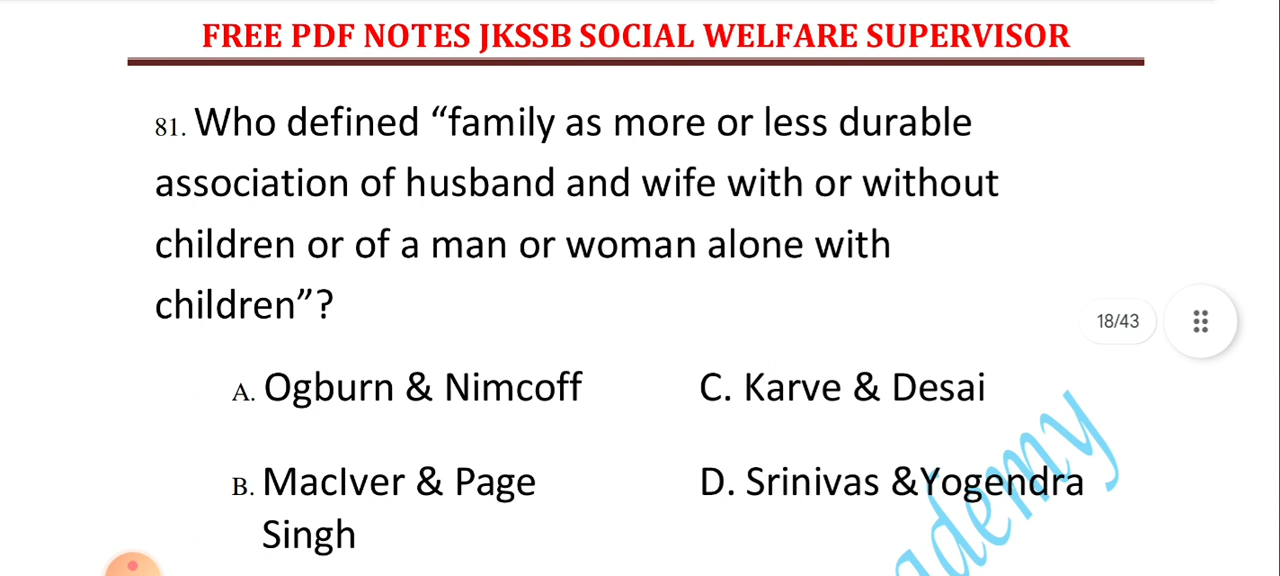 FREE PDF NOTES JKSSB SOCIAL WELFARE SUPERVISOR
81. Who defined “family as more or less durable
association of husband and wife with or without
children or of a man or woman alone with
children”?
18/43
A. Ogburn & Nimcoff C. Karve & Desai
B. MacIver & Page D. Srinivas &Yogendra
Singh